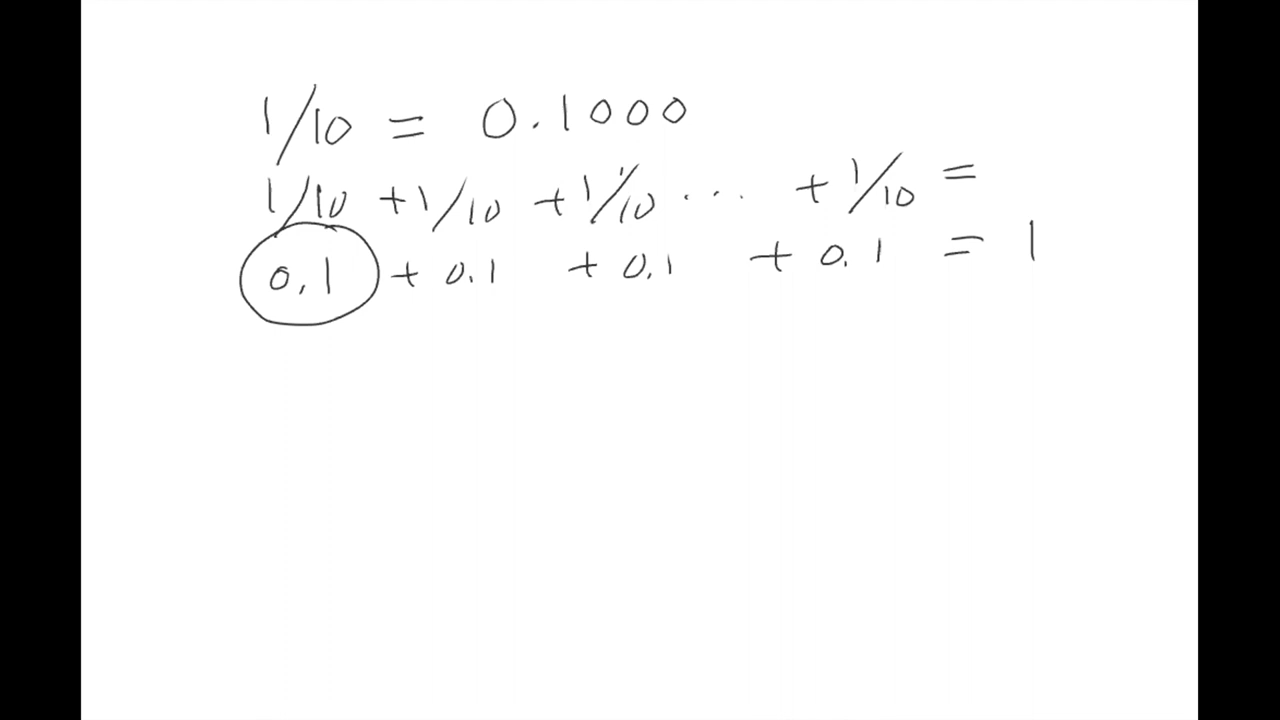 1/10 = 0.1000
1/10 + 1/10 + 1/10 ... + 1/10 =
0.1 + 0.1 + 0.1 + 0.1 = 1